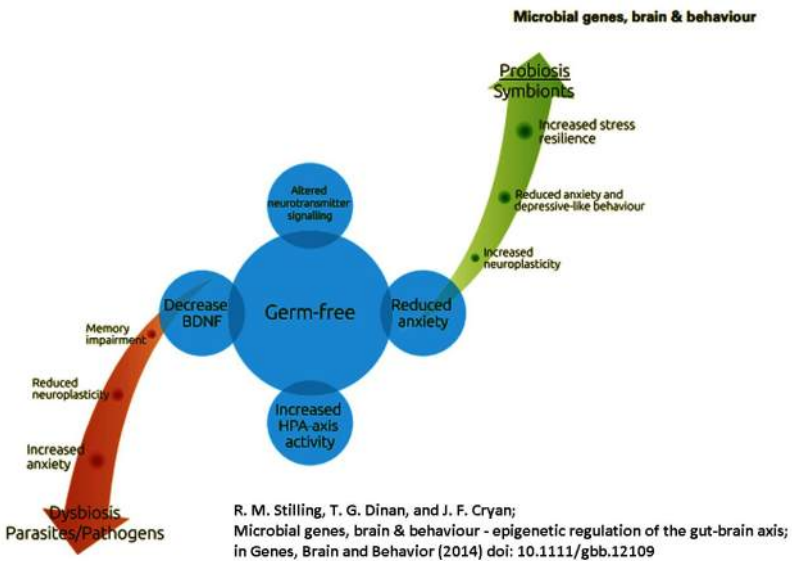 Microbial genes, brain & behaviour
Probiosis
Symbionts
Increased stress
resilience
Reduced anxiety and
depressive-like behaviour
Increased
neuroplasticity
Altered
neurotransmitter
signalling
Decrease
BDNF
Germ-free
Reduced
anxiety
Increased
HPA-axis
activity
Memory
impairment
Reduced
neuroplasticity
Increased
anxiety
Dysbiosis
Parasites/Pathogens
R. M. Stilling, T. G. Dinan, and J. F. Cryan;
Microbial genes, brain & behaviour - epigenetic regulation of the gut-brain axis;
in Genes, Brain and Behavior (2014) doi: 10.1111/gbb.12109